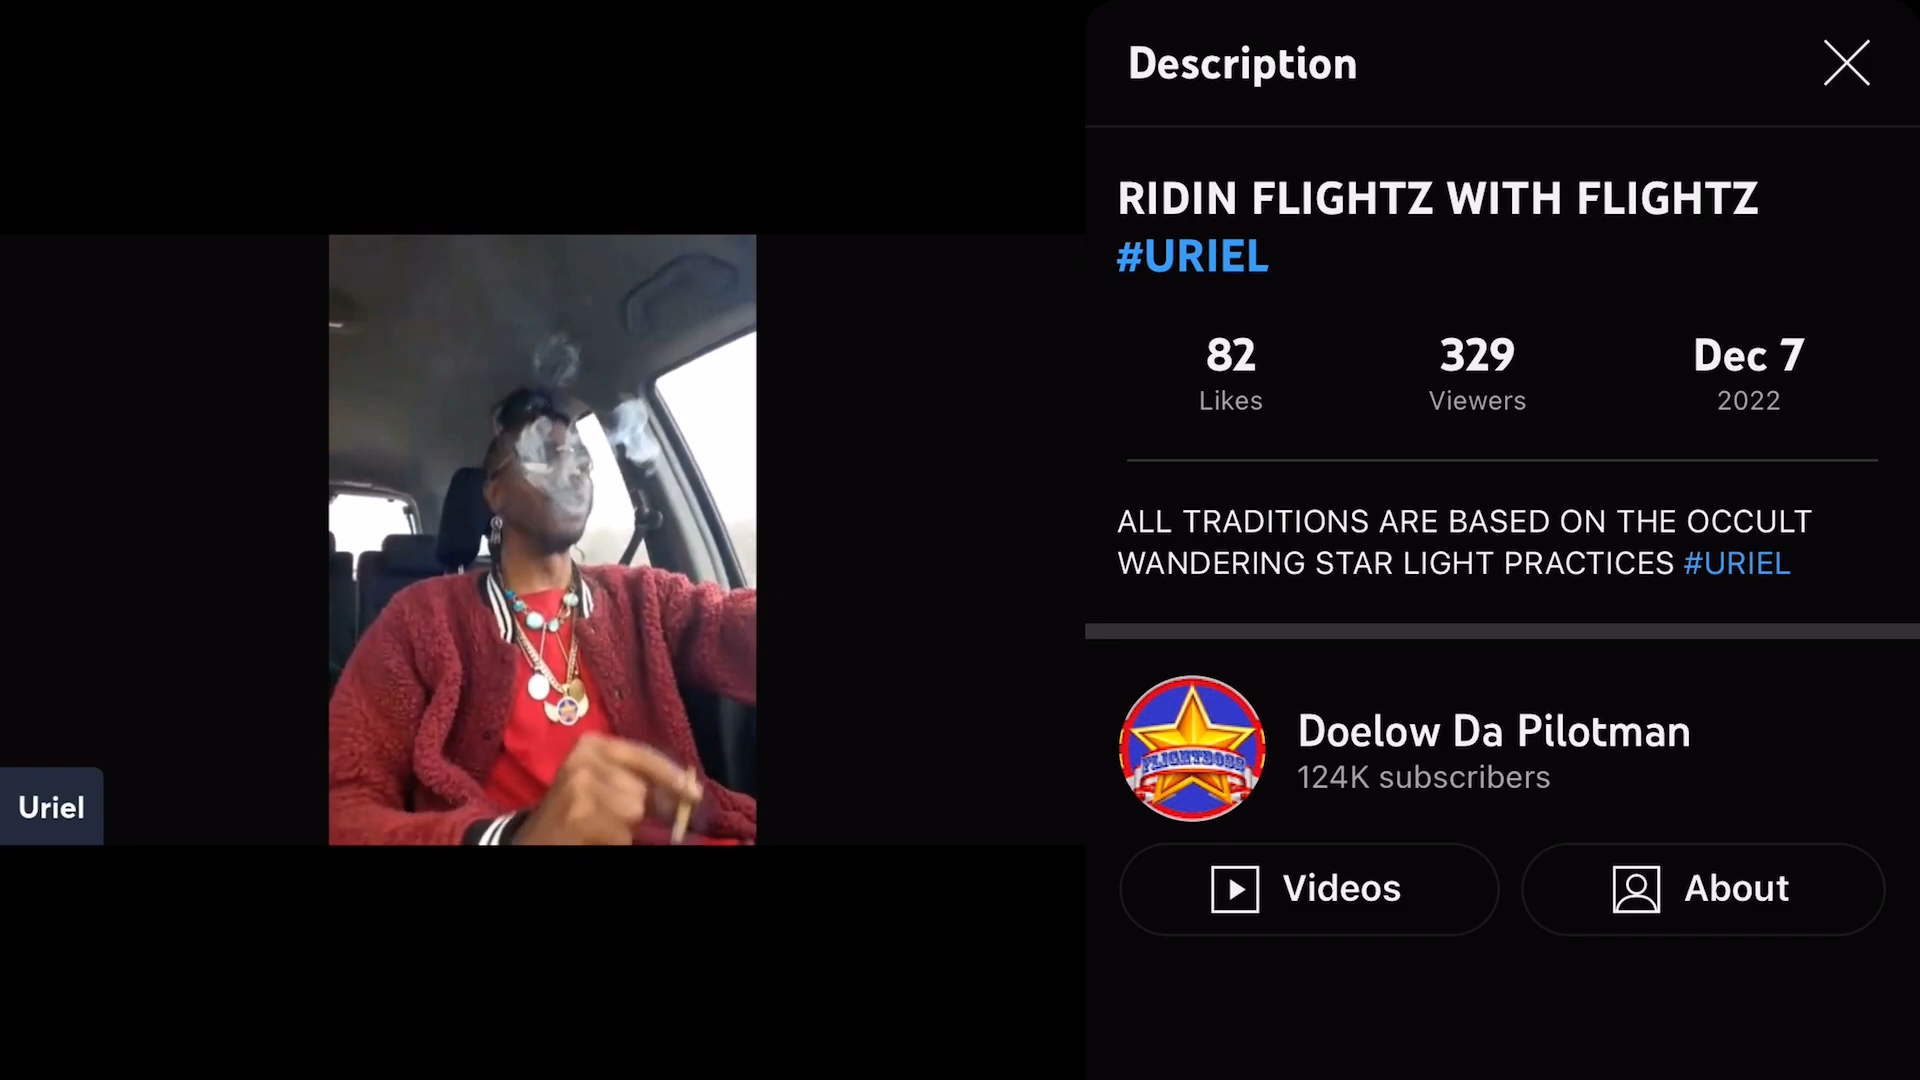 Description
RIDIN FLIGHTZ WITH FLIGHTZ
#URIEL
82
Likes
329
Viewers
Dec 7
2022
ALL TRADITIONS ARE BASED ON THE OCCULT
WANDERING STAR LIGHT PRACTICES #URIEL
FLIGHTBOSS
Doelow Da Pilotman
124K subscribers
Videos
About
Uriel